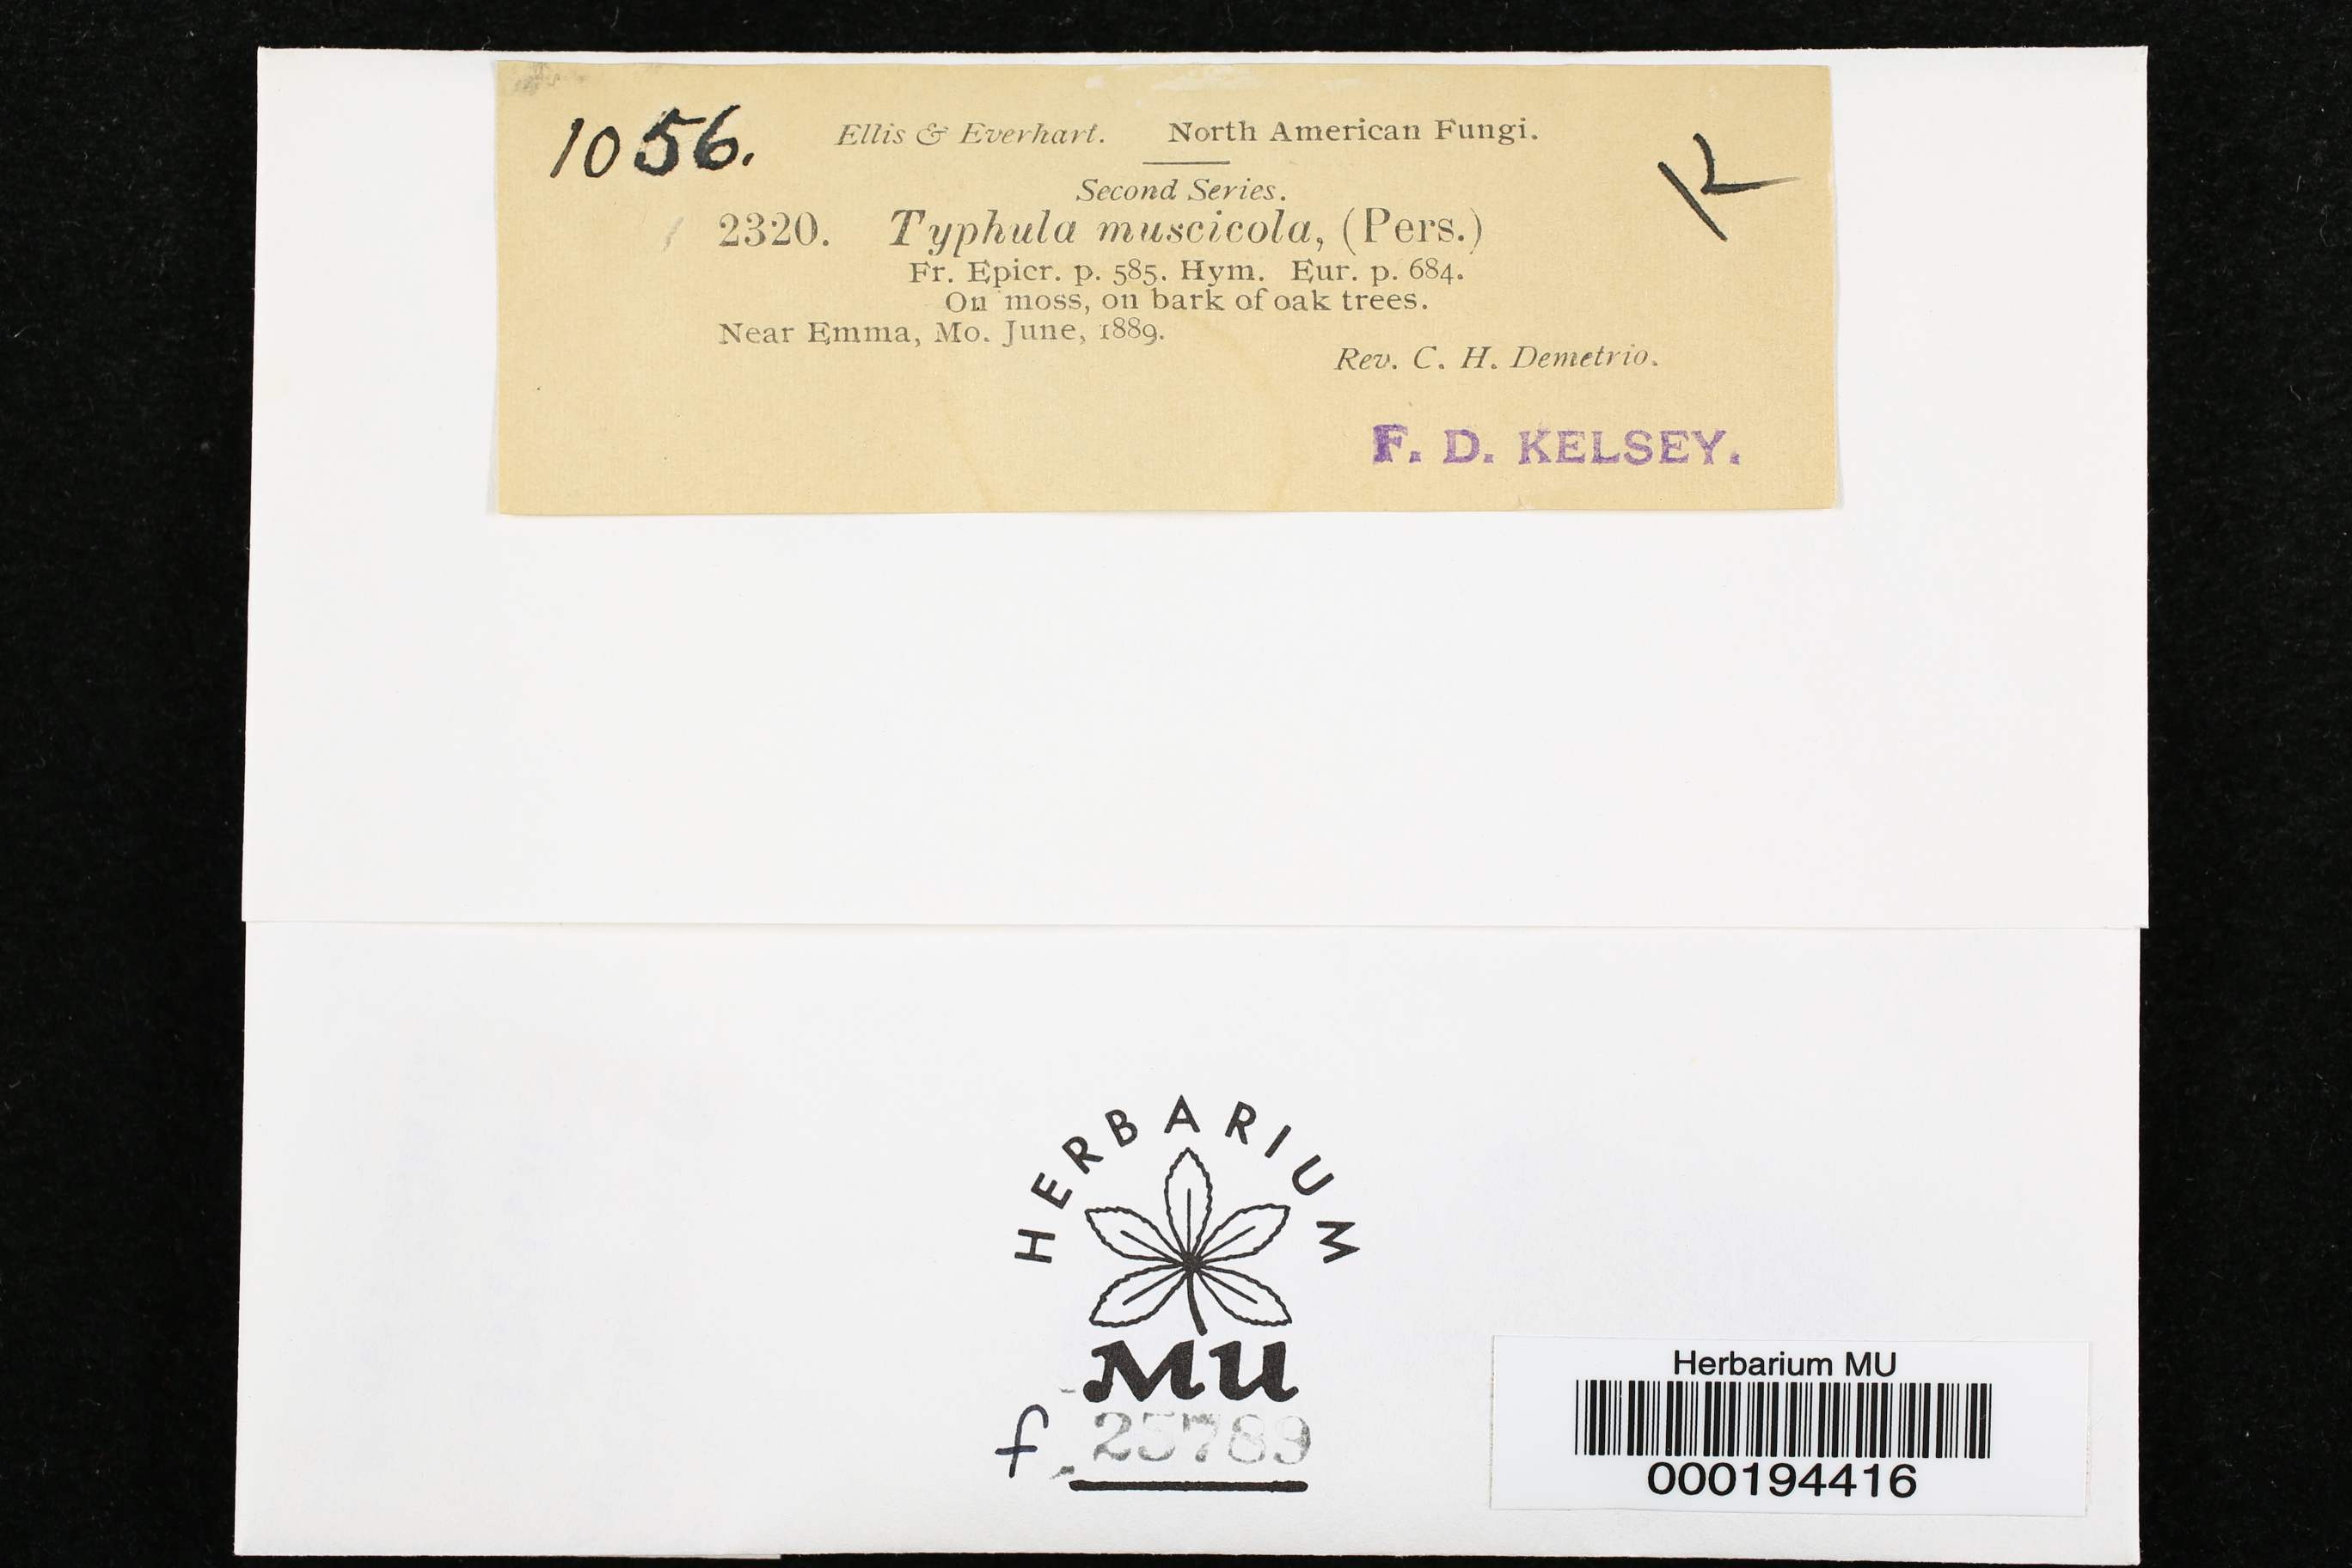 1056.
Ellis & Everhart. North American Fungi.
K
Second Series.
2320. Typhula muscicola, (Pers.)
Fr. Epicr. p. 585. Hym. Eur. p. 684.
On moss, on bark of oak trees.
Near Emma, Mo. June, 1889.
Rev. C. H. Demetrio.
F. D. KELSEY.
HERBARIUM
MU
f. 25789
Herbarium MU
000194416